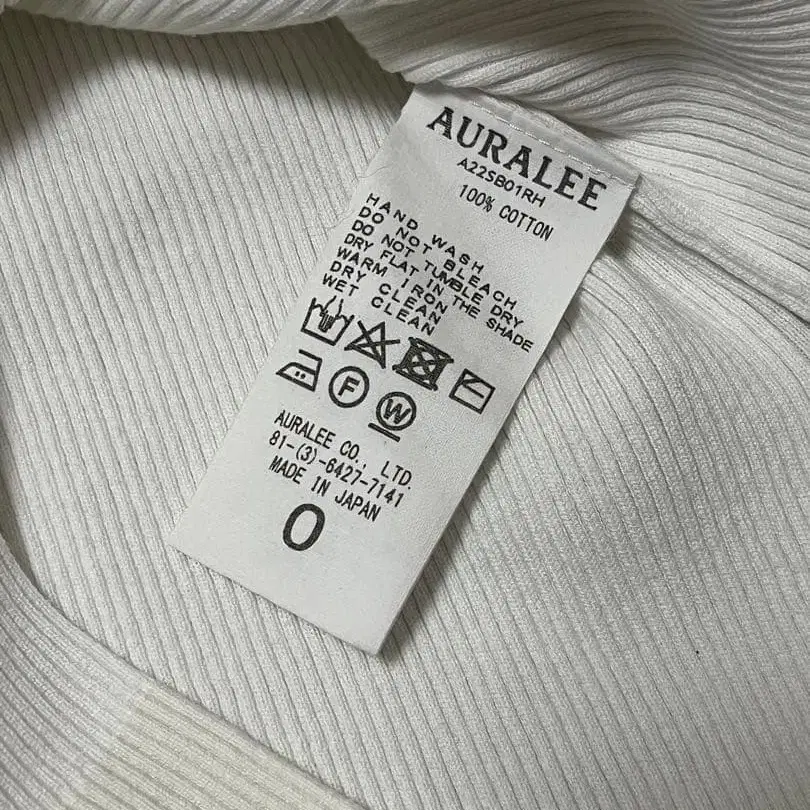 AURALEE
A22SB01RH
100% COTTON
HAND WASH
DO NOT BLEACH
DO NOT TUMBLE DRY
DRY FLAT IN THE SHADE
WARM IRON
DRY CLEAN
WET CLEAN
F
W
AURALEE CO., LTD.
81-(3)-6427-7141
MADE IN JAPAN
0